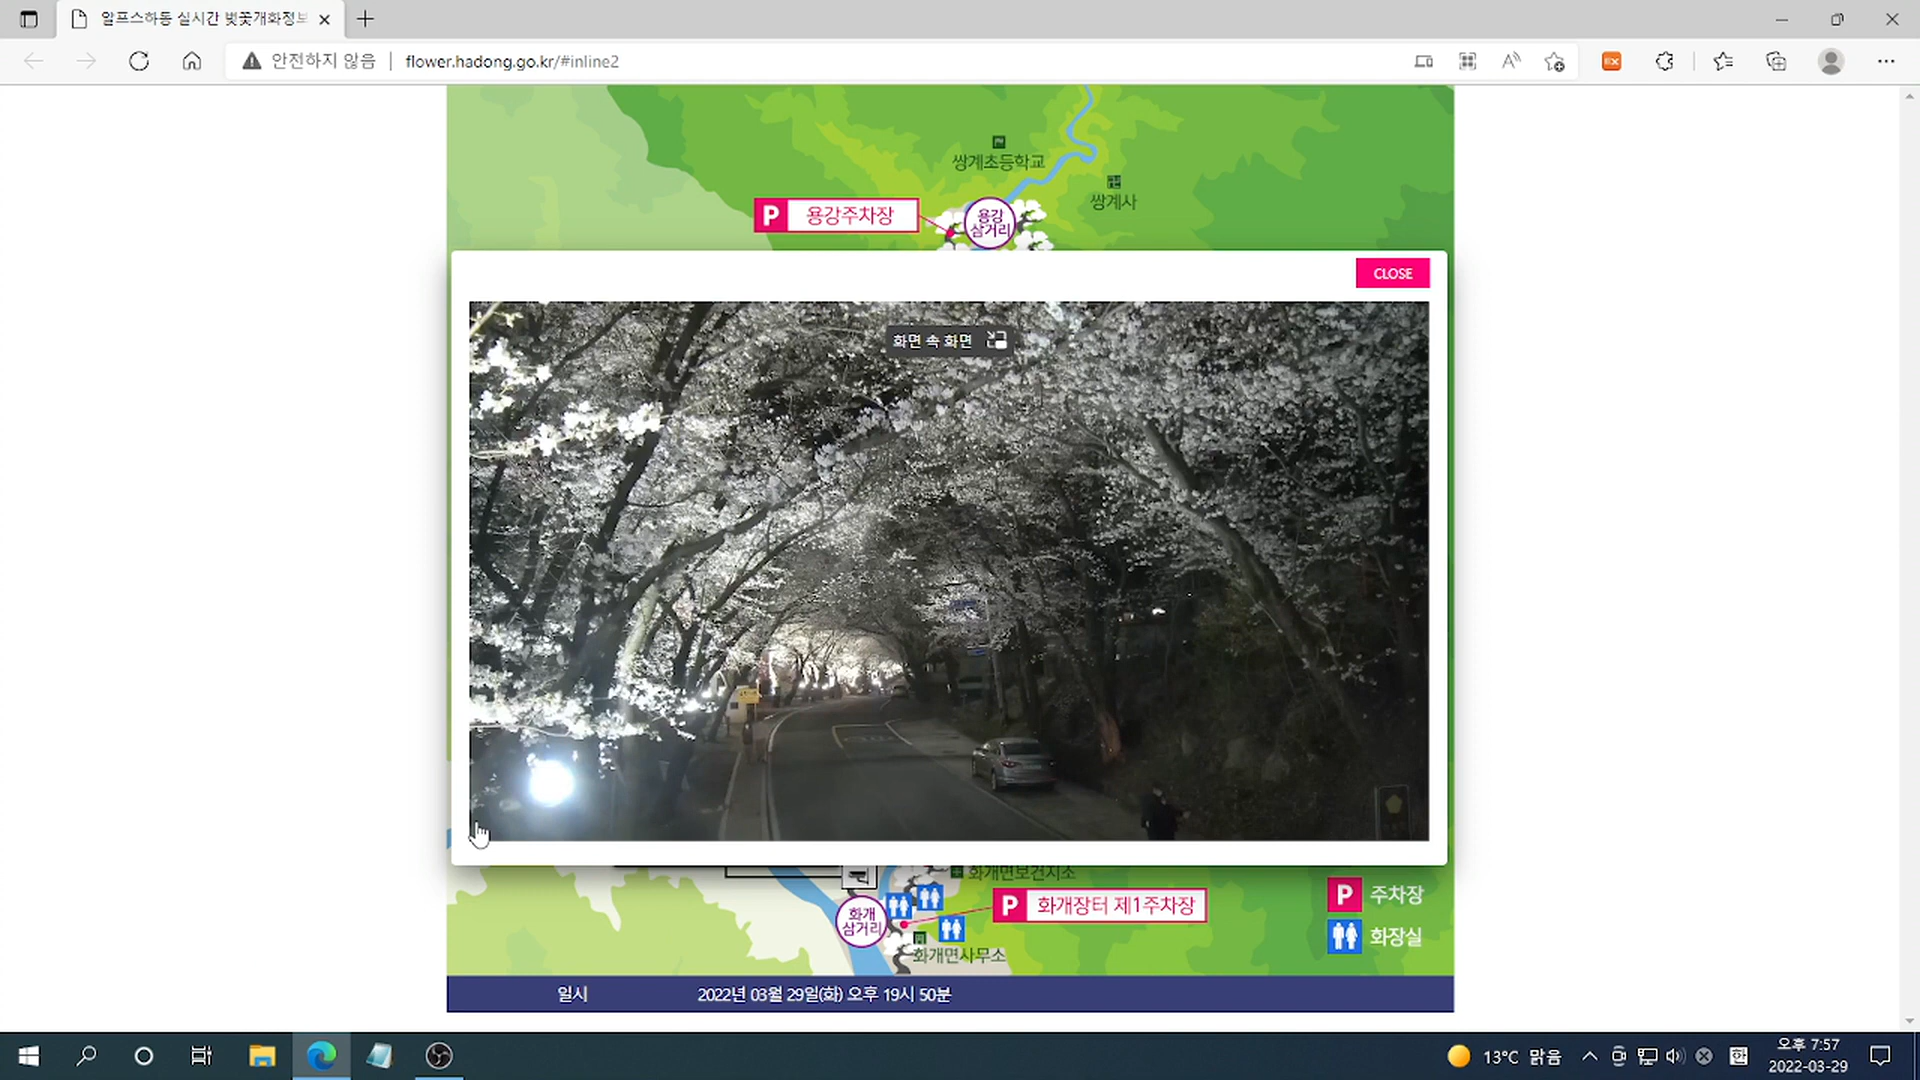 알프스하동 실시간 벚꽃개화정보
안전하지 않음
flower.hadong.go.kr/#inline2
쌍계초등학교
쌍계사
P 용강주차장
용강
삼거리
CLOSE
화면 속 화면
화개면보건지소
화개
삼거리
P 화개장터 제1주차장
화개면사무소
P 주차장
화장실
일시 2022년 03월 29일(화) 오후 19시 50분
13°C 맑음
한
오후 7:57
2022-03-29